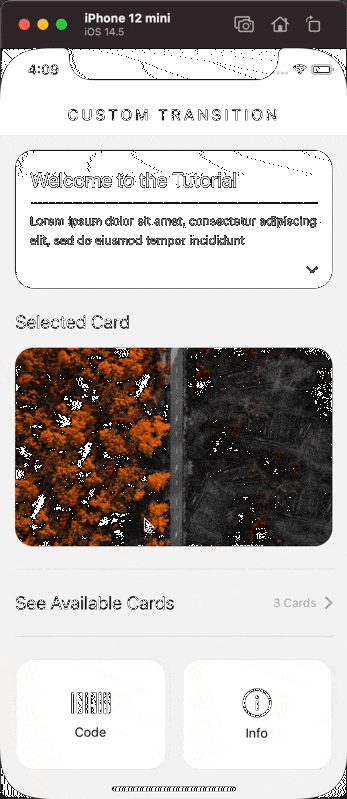 iPhone 12 mini
iOS 14.5
4:09
CUSTOM TRANSITION
Welcome to the Tutorial
Lorem ipsum dolor sit amet, consectetur adipiscing
elit, sed do eiusmod tempor incididunt
Selected Card
See Available Cards
3 Cards
Code
Info